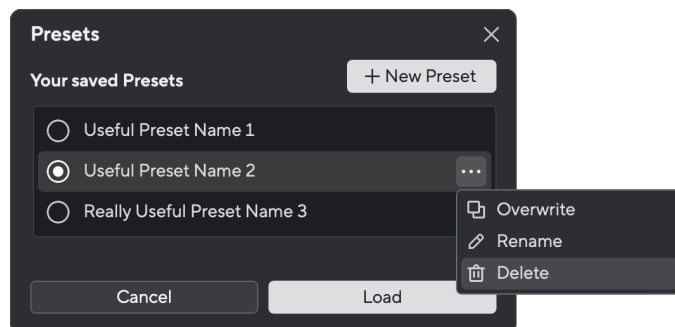 Presets
Your saved Presets
+ New Preset
Useful Preset Name 1
Useful Preset Name 2
Really Useful Preset Name 3
Overwrite
Rename
Delete
Cancel
Load